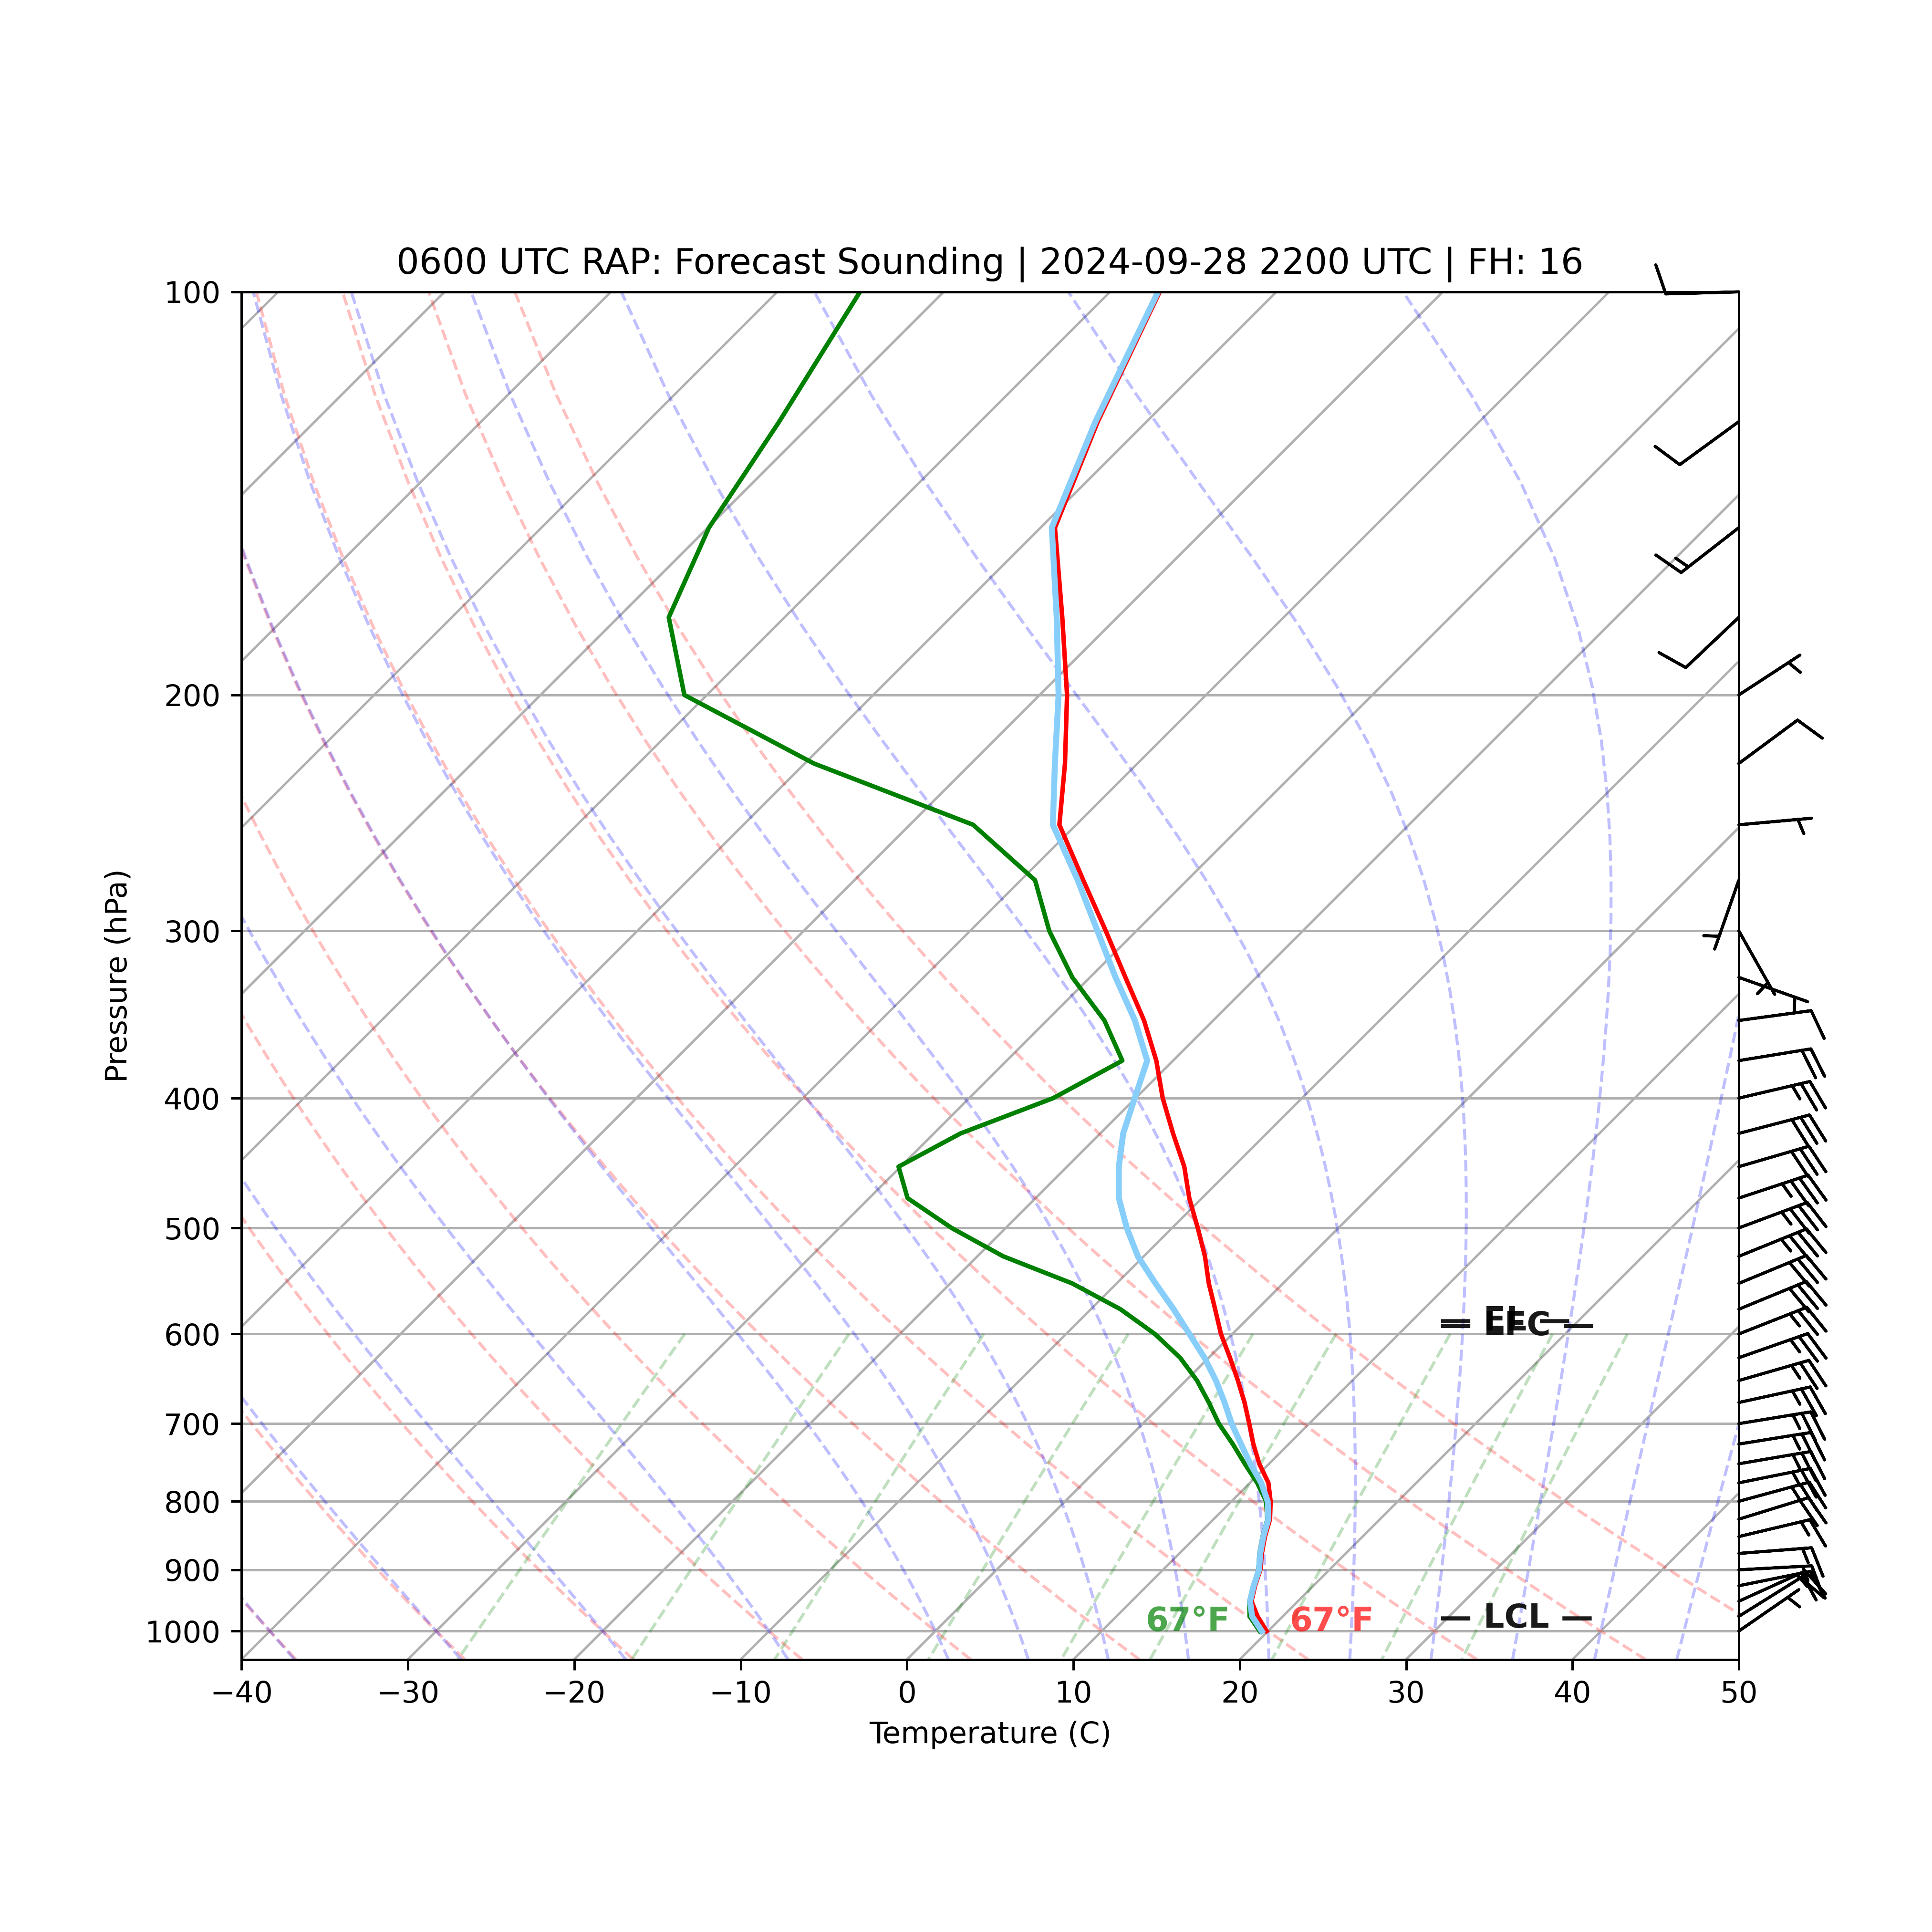 0600 UTC RAP: Forecast Sounding | 2024-09-28 2200 UTC | FH: 16
100
200
300
400
500
600
700
800
900
1000
Pressure (hPa)
— EL —
— LFC —
67°F 67°F — LCL —
−40 −30 −20 −10 0 10 20 30 40 50
Temperature (C)